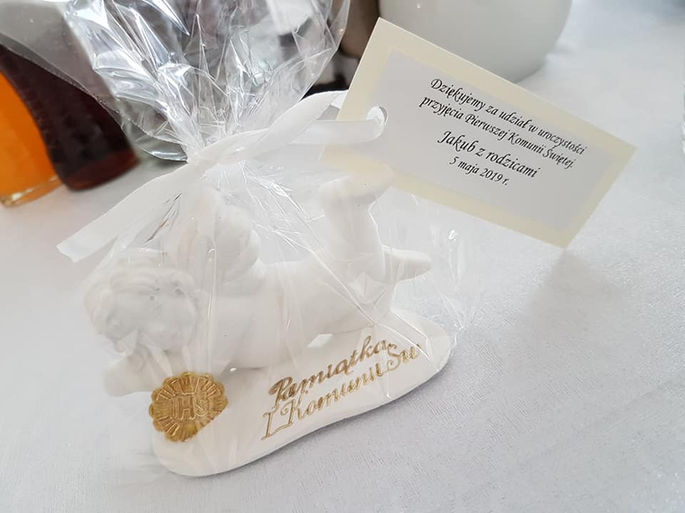 Dziękujemy za udział w uroczystości
przyjęcia Pierwszej Komunii Świętej.
Jakub z rodzicami
5 maja 2019 r.
Pamiątka
I Komunii Św
IHS